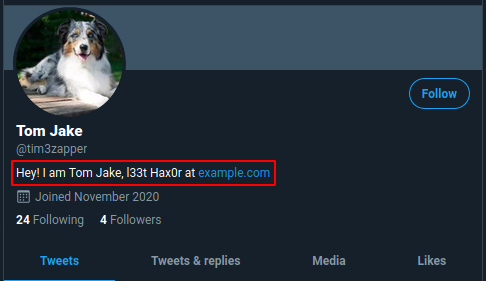 Follow
Tom Jake
@tim3zapper
Hey! I am Tom Jake, l33t Hax0r at example.com
Joined November 2020
24 Following 4 Followers
Tweets Tweets & replies Media Likes